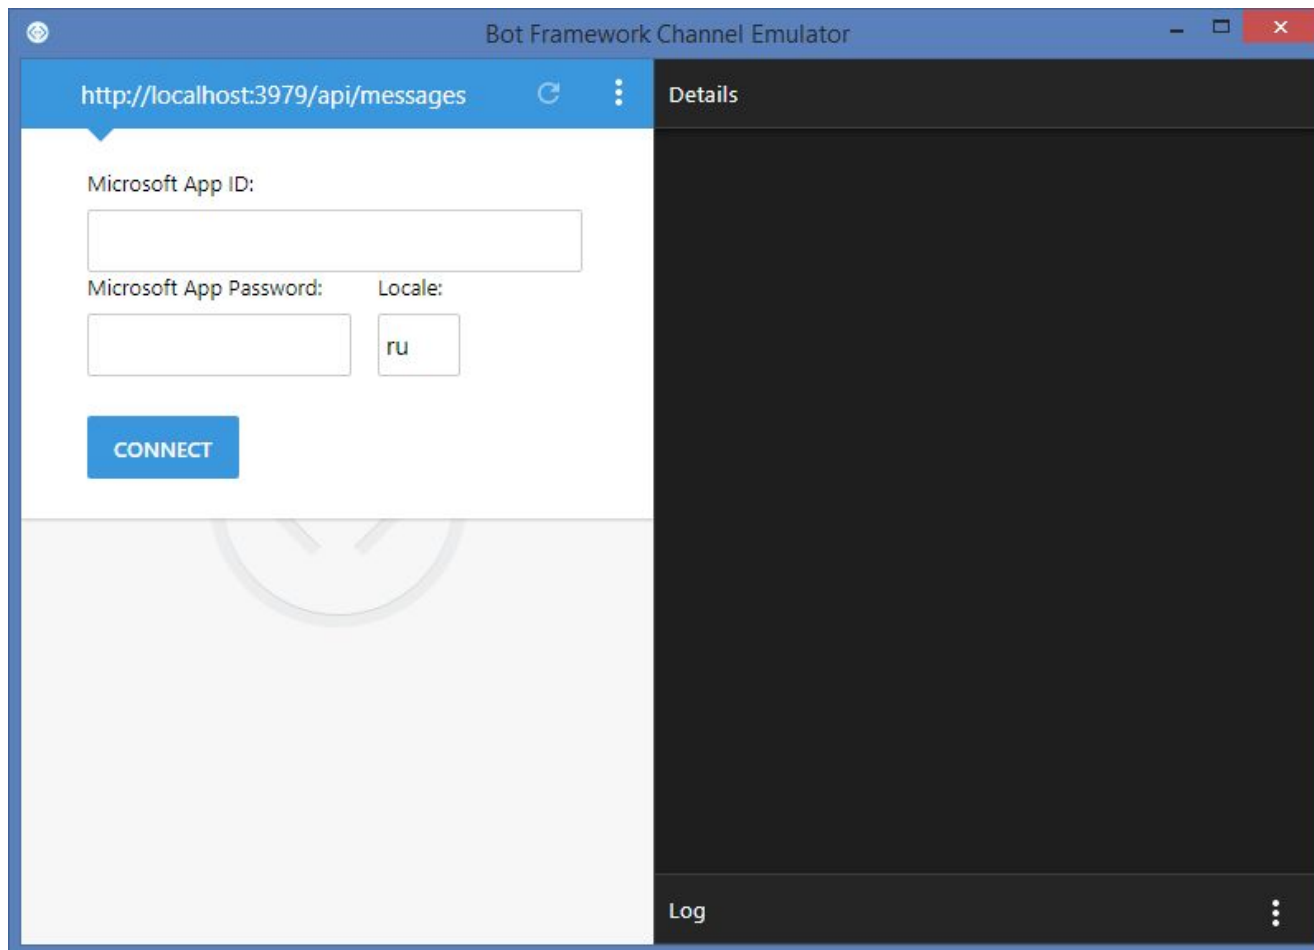 Bot Framework Channel Emulator
http://localhost:3979/api/messages
Details
Microsoft App ID:
Microsoft App Password:
Locale:
ru
CONNECT
Log